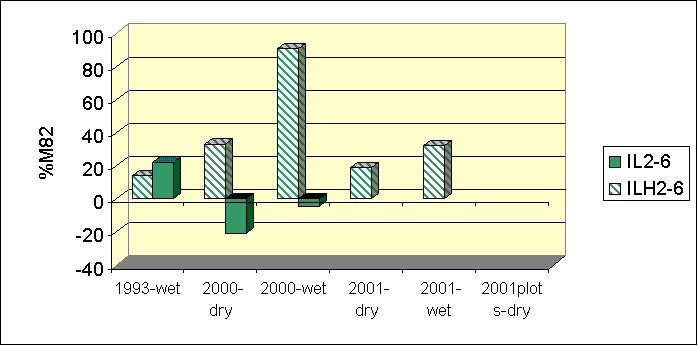 %M82
100
80
60
40
20
0
-20
-40
1993-wet
2000-
dry
2000-wet
2001-
dry
2001-
wet
2001plot
s-dry
IL2-6
ILH2-6